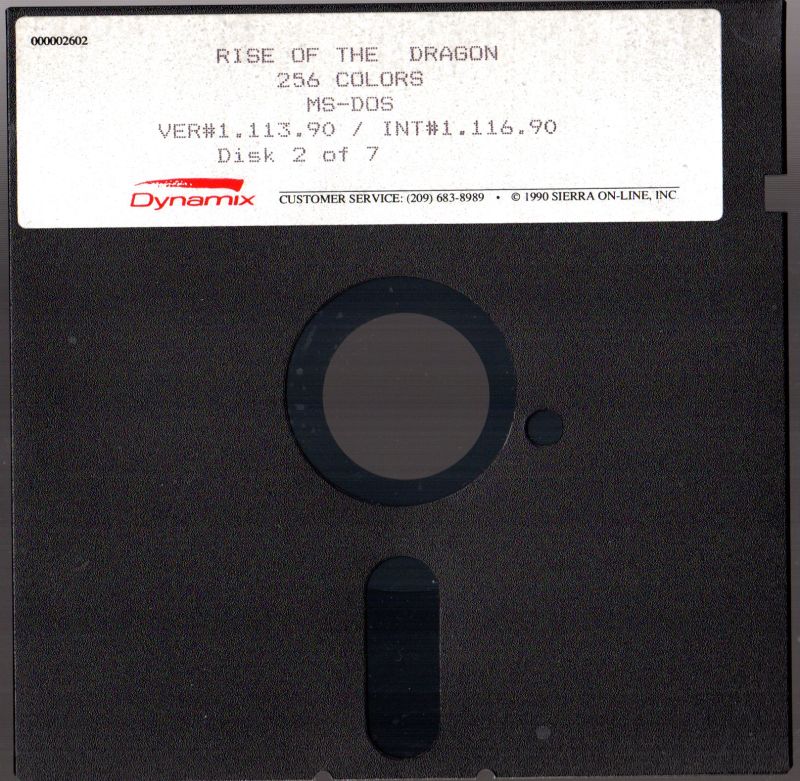 000002602
RISE OF THE DRAGON
256 COLORS
MS-DOS
VER#1.113.90 / INT#1.116.90
Disk 2 of 7
Dynamix
CUSTOMER SERVICE: (209) 683-8989 • © 1990 SIERRA ON-LINE, INC